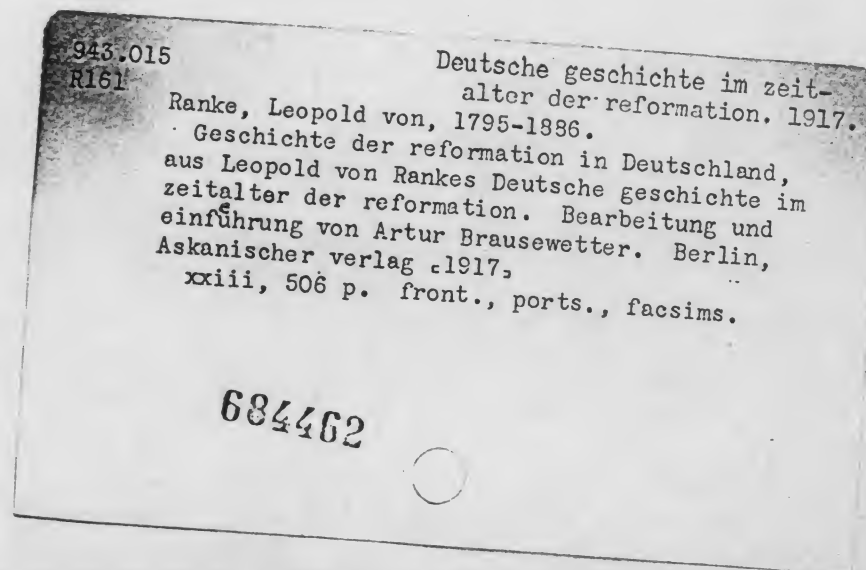 943.015
R161
Deutsche geschichte im zeit-
alter der reformation. 1917.
Ranke, Leopold von, 1795-1886.
Geschichte der reformation in Deutschland,
aus Leopold von Rankes Deutsche geschichte im
zeitalter der reformation. Bearbeitung und
einführung von Artur Brausewetter. Berlin,
Askanischer verlag [1917]
xxiii, 506 p. front., ports., facsims.
684462